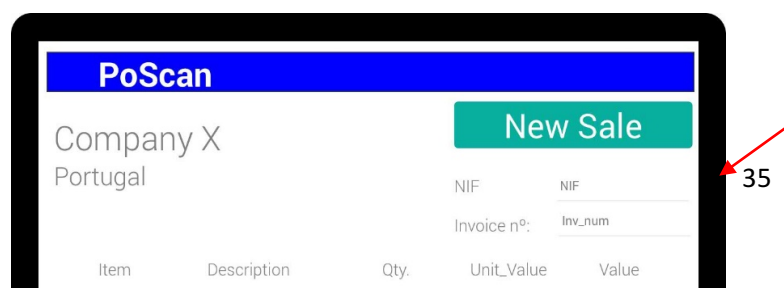 PoScan
New Sale
Company X
Portugal
NIF NIF
35
Invoice nº: Inv_num
Item Description Qty. Unit_Value Value